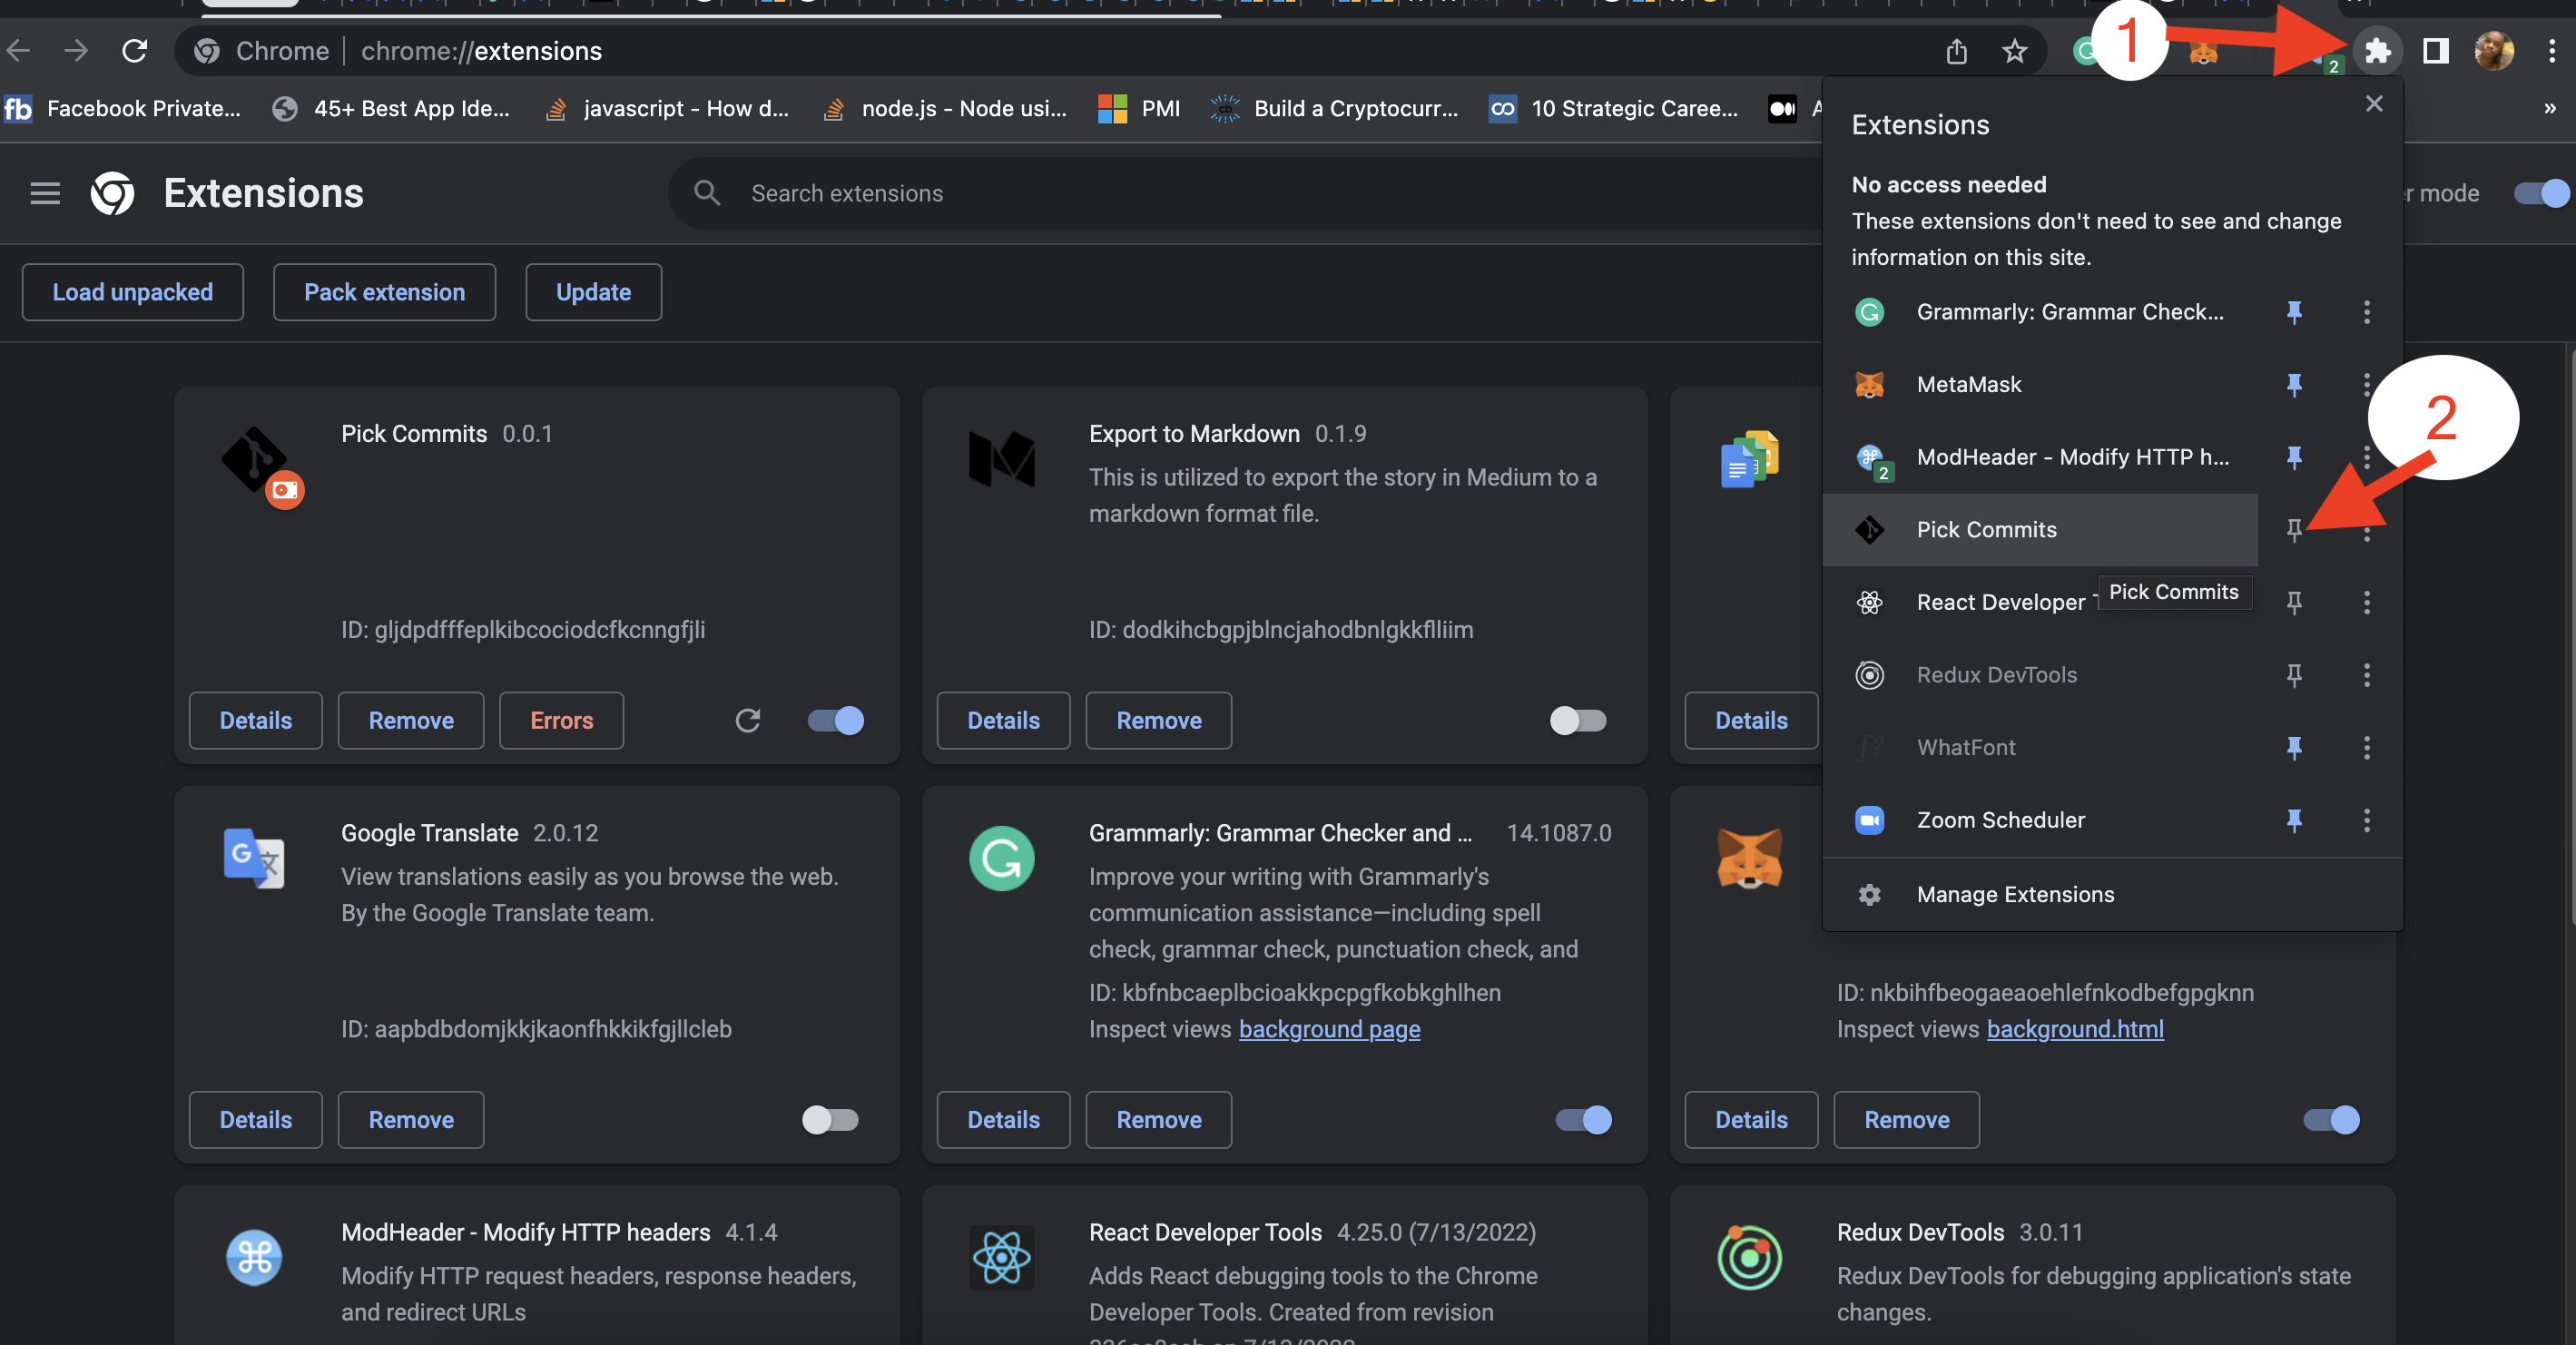 1
Chrome chrome://extensions
2
fb Facebook Private...
45+ Best App Ide...
javascript - How d...
node.js - Node usi...
PMI
cb Build a Cryptocurr...
10 Strategic Caree...
A
»
Extensions
Search extensions
r mode
Load unpacked
Pack extension
Update
Extensions
No access needed
These extensions don't need to see and change
information on this site.
Grammarly: Grammar Check...
MetaMask
2
ModHeader - Modify HTTP h...
2
Pick Commits
React Developer
Pick Commits
Redux DevTools
f? WhatFont
Zoom Scheduler
Manage Extensions
Pick Commits 0.0.1
ID: gljdpdfffeplkibcociodcfkcnngfjli
Details
Remove
Errors
Export to Markdown 0.1.9
This is utilized to export the story in Medium to a
markdown format file.
ID: dodkihcbgpjblncjahodbnlgkkflliim
Details
Remove
Details
Google Translate 2.0.12
View translations easily as you browse the web.
By the Google Translate team.
ID: aapbdbdomjkkjkaonfhkkikfgjllcleb
Details
Remove
Grammarly: Grammar Checker and ... 14.1087.0
Improve your writing with Grammarly's
communication assistance—including spell
check, grammar check, punctuation check, and
ID: kbfnbcaeplbcioakkpcpgfkobkghlhen
Inspect views background page
Details
Remove
ID: nkbihfbeogaeaoehlefnkodbefgpgknn
Inspect views background.html
Details
Remove
ModHeader - Modify HTTP headers 4.1.4
Modify HTTP request headers, response headers,
and redirect URLs
React Developer Tools 4.25.0 (7/13/2022)
Adds React debugging tools to the Chrome
Developer Tools. Created from revision
Redux DevTools 3.0.11
Redux DevTools for debugging application's state
changes.